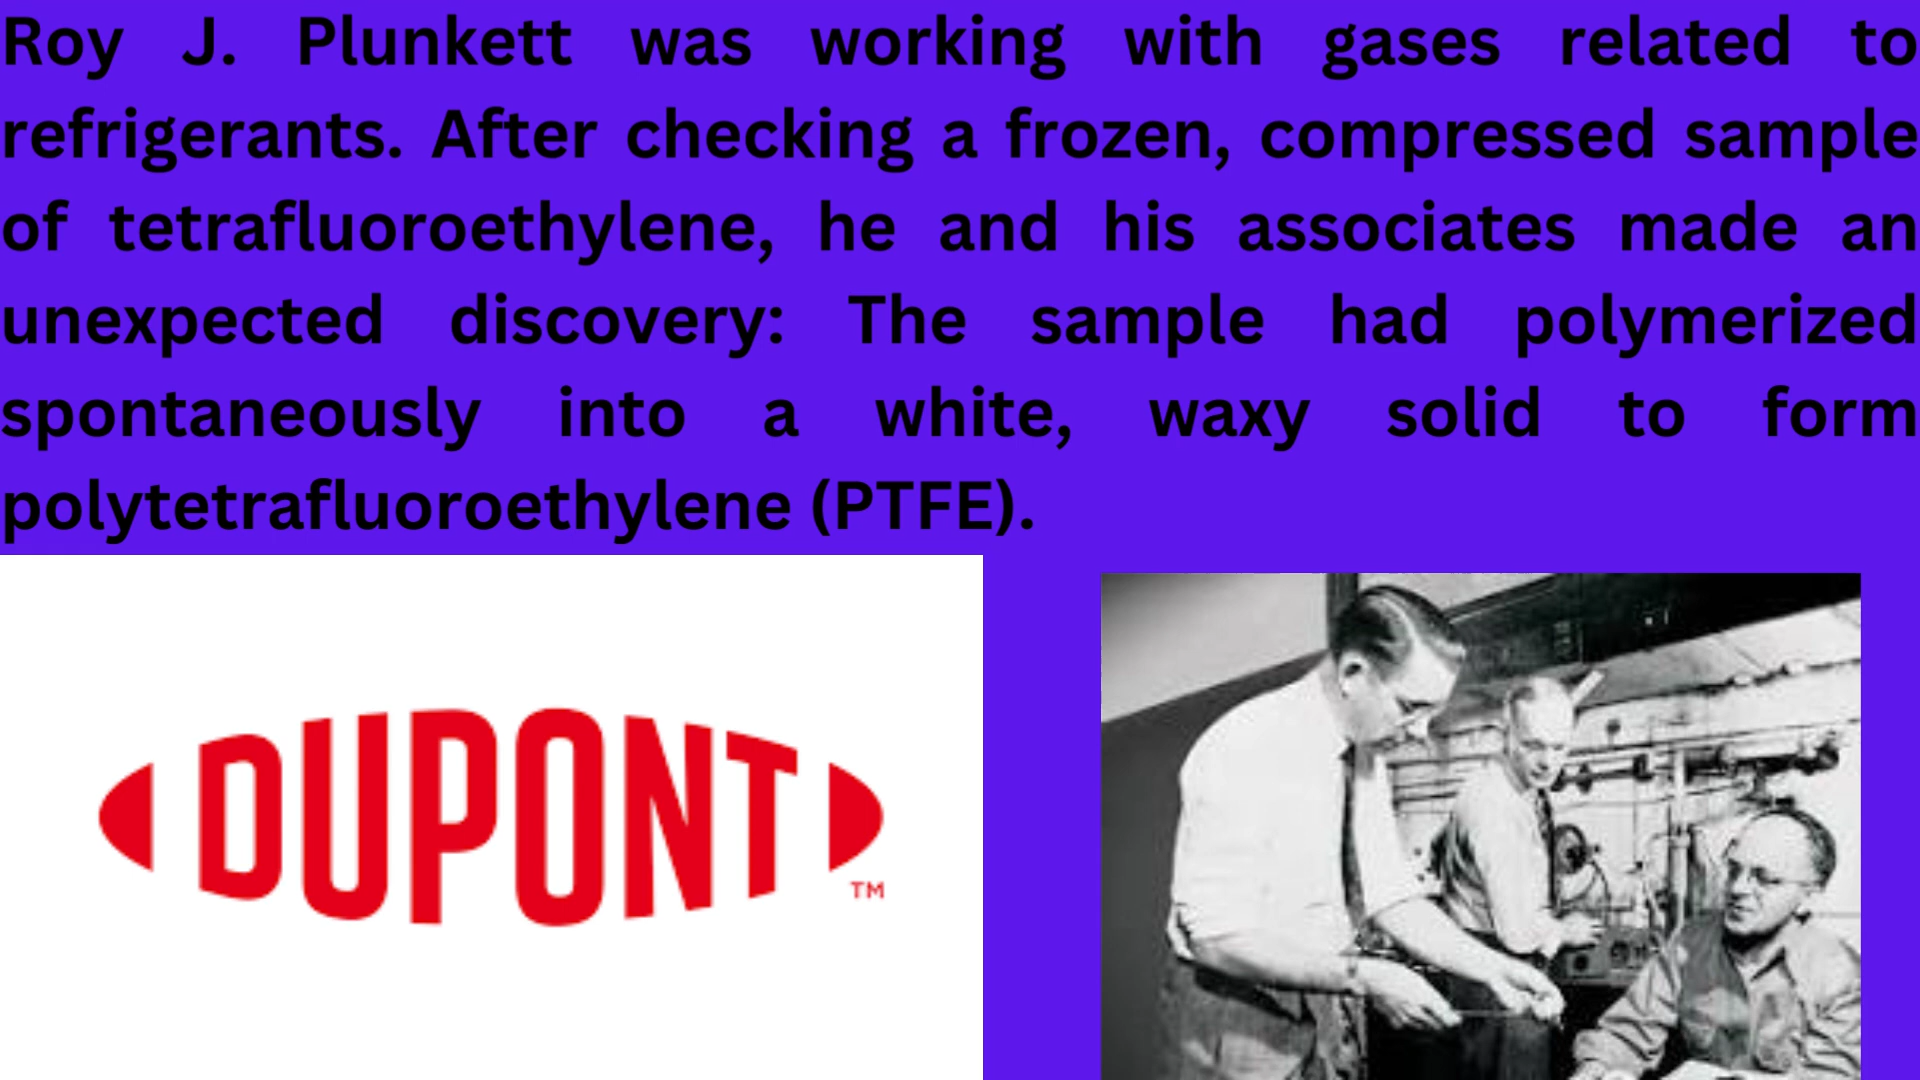 Roy J. Plunkett was working with gases related to
refrigerants. After checking a frozen, compressed sample
of tetrafluoroethylene, he and his associates made an
unexpected discovery: The sample had polymerized
spontaneously into a white, waxy solid to form
polytetrafluoroethylene (PTFE).
DUPONT
TM